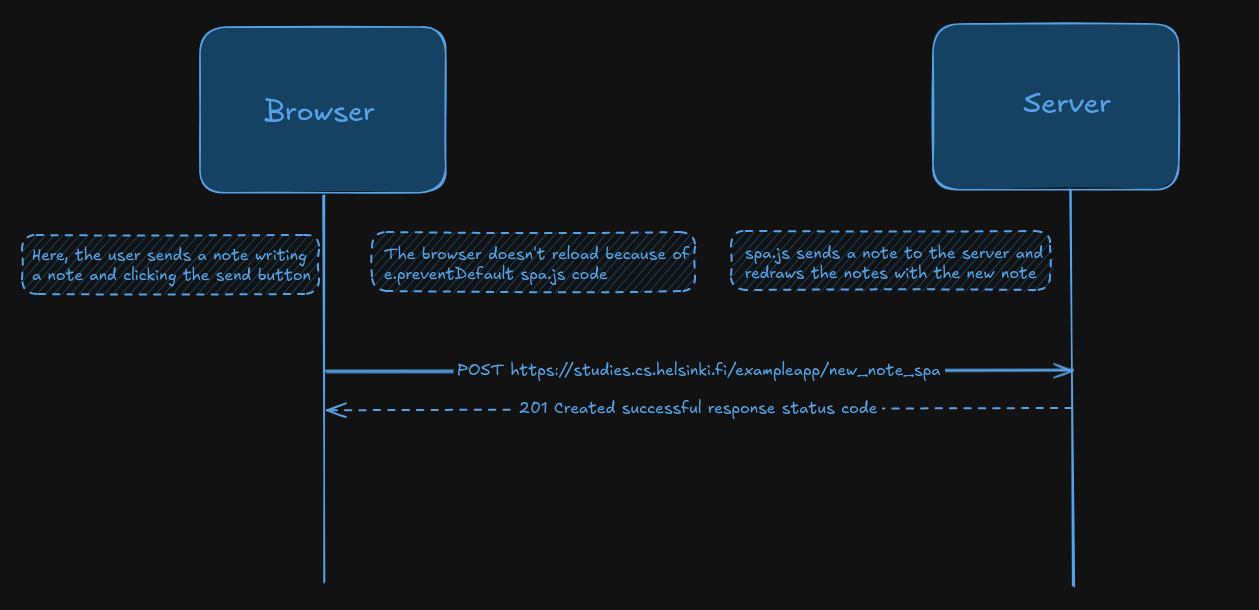 Browser
Server
Here, the user sends a note writing
a note and clicking the send button
The browser doesn't reload because of
e.preventDefault spa.js code
spa.js sends a note to the server and
redraws the notes with the new note
POST https://studies.cs.helsinki.fi/exampleapp/new_note_spa
201 Created successful response status code